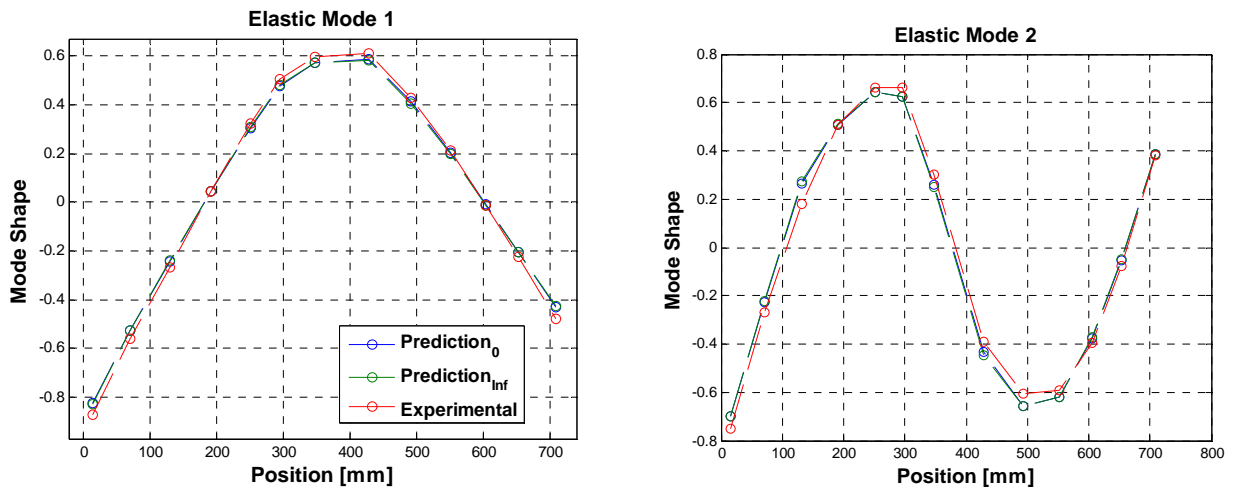 Elastic Mode 1
Mode Shape
0.6
0.4
0.2
0
-0.2
-0.4
-0.6
-0.8
0 100 200 300 400 500 600 700
Position [mm]
Prediction0
PredictionInf
Experimental
Elastic Mode 2
Mode Shape
0.8
0.6
0.4
0.2
0
-0.2
-0.4
-0.6
-0.8
0 100 200 300 400 500 600 700 800
Position [mm]